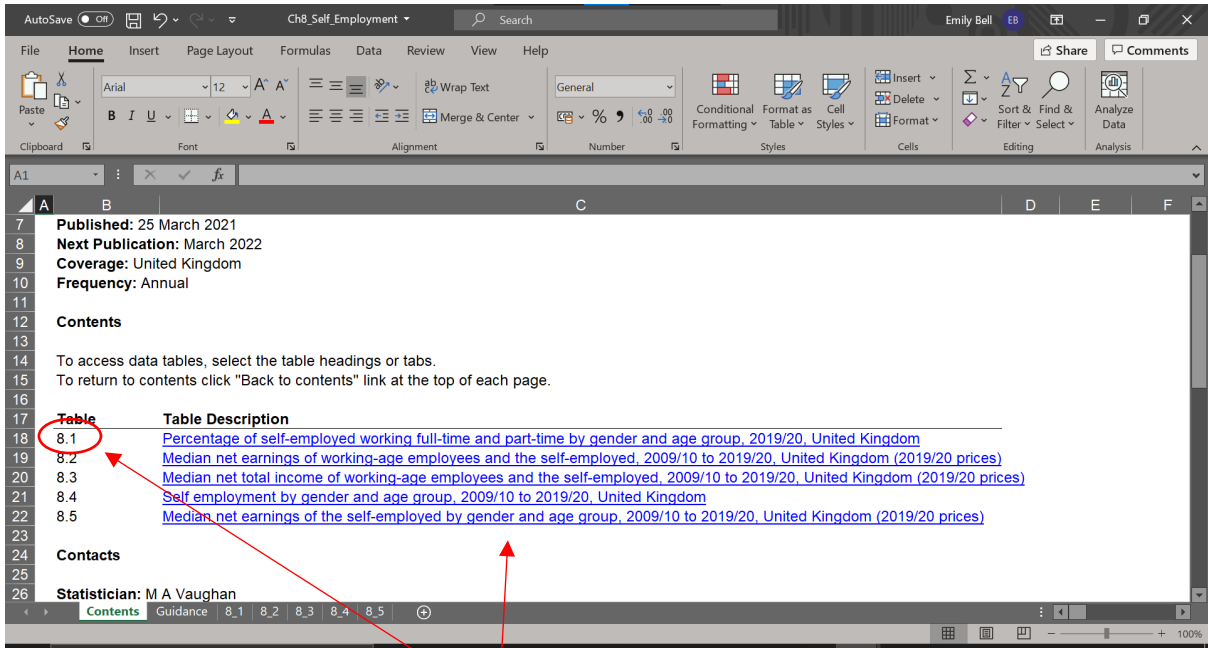 AutoSave Off Ch8_Self_Employment Search Emily Bell EB
File Home Insert Page Layout Formulas Data Review View Help Share Comments
Paste Arial 12 A A ab Wrap Text General Conditional Formatting Format as Table Cell Styles Insert Delete Format Sort & Filter Find & Select Analyze Data
B I U A Merge & Center % .00 .00
Clipboard Font Alignment Number Styles Cells Editing Analysis
A1 fx
A B C D E F
7 Published: 25 March 2021
8 Next Publication: March 2022
9 Coverage: United Kingdom
10 Frequency: Annual
11
12 Contents
13
14 To access data tables, select the table headings or tabs.
15 To return to contents click "Back to contents" link at the top of each page.
16
17 Table Table Description
18 8.1 Percentage of self-employed working full-time and part-time by gender and age group, 2019/20, United Kingdom
19 8.2 Median net earnings of working-age employees and the self-employed, 2009/10 to 2019/20, United Kingdom (2019/20 prices)
20 8.3 Median net total income of working-age employees and the self-employed, 2009/10 to 2019/20, United Kingdom (2019/20 prices)
21 8.4 Self employment by gender and age group, 2009/10 to 2019/20, United Kingdom
22 8.5 Median net earnings of the self-employed by gender and age group, 2009/10 to 2019/20, United Kingdom (2019/20 prices)
23
24 Contacts
25
26 Statistician: M A Vaughan
Contents Guidance 8_1 8_2 8_3 8_4 8_5
100%